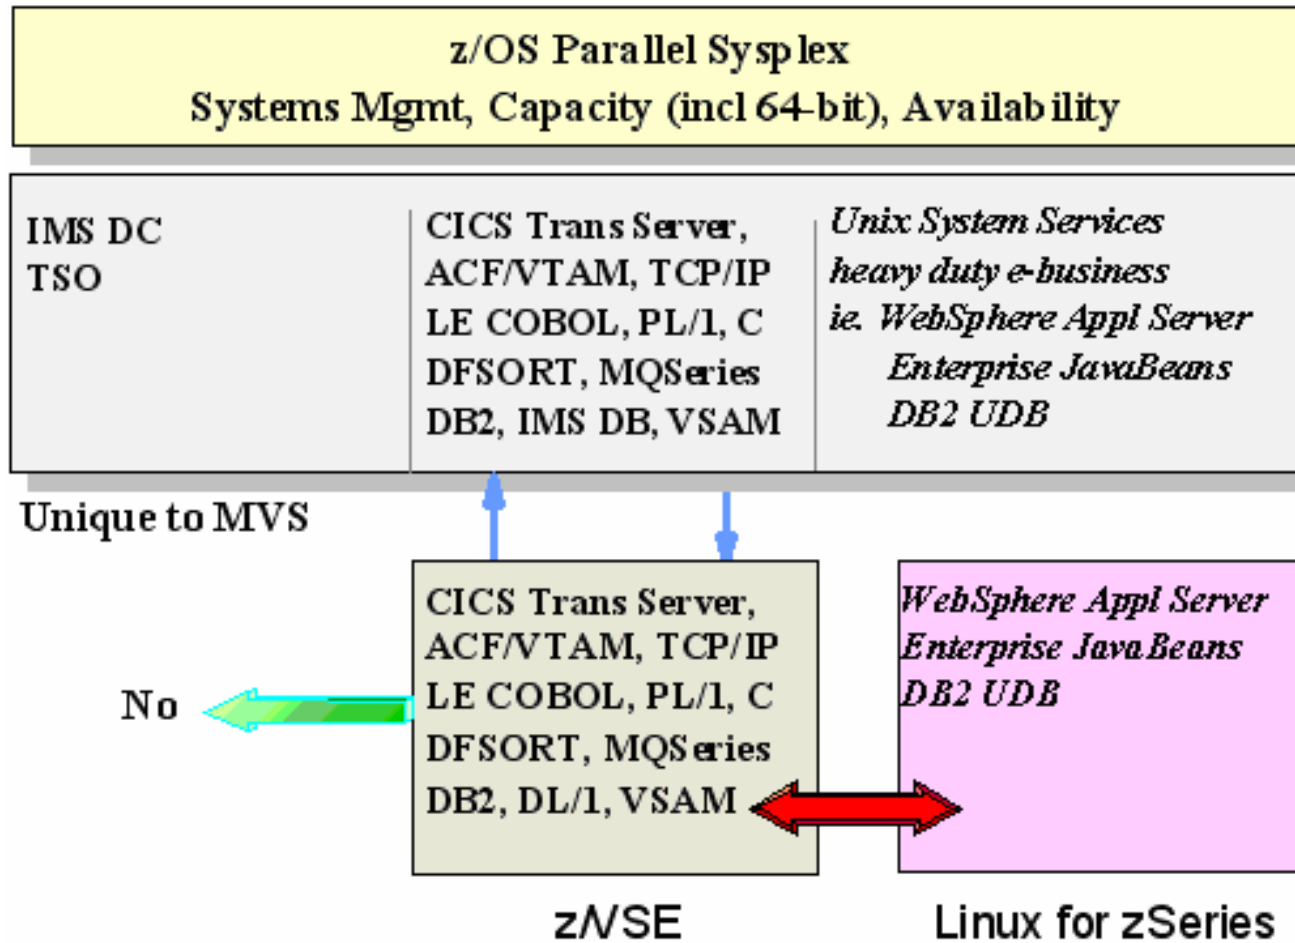 z/OS Parallel Sysplex
Systems Mgmt, Capacity (incl 64-bit), Availability
IMS DC
TSO
CICS Trans Server,
ACF/VTAM, TCP/IP
LE COBOL, PL/1, C
DFSORT, MQSeries
DB2, IMS DB, VSAM
Unix System Services
heavy duty e-business
ie. WebSphere Appl Server
Enterprise JavaBeans
DB2 UDB
Unique to MVS
No
CICS Trans Server,
ACF/VTAM, TCP/IP
LE COBOL, PL/1, C
DFSORT, MQSeries
DB2, DL/1, VSAM
WebSphere Appl Server
Enterprise JavaBeans
DB2 UDB
z/VSE
Linux for zSeries